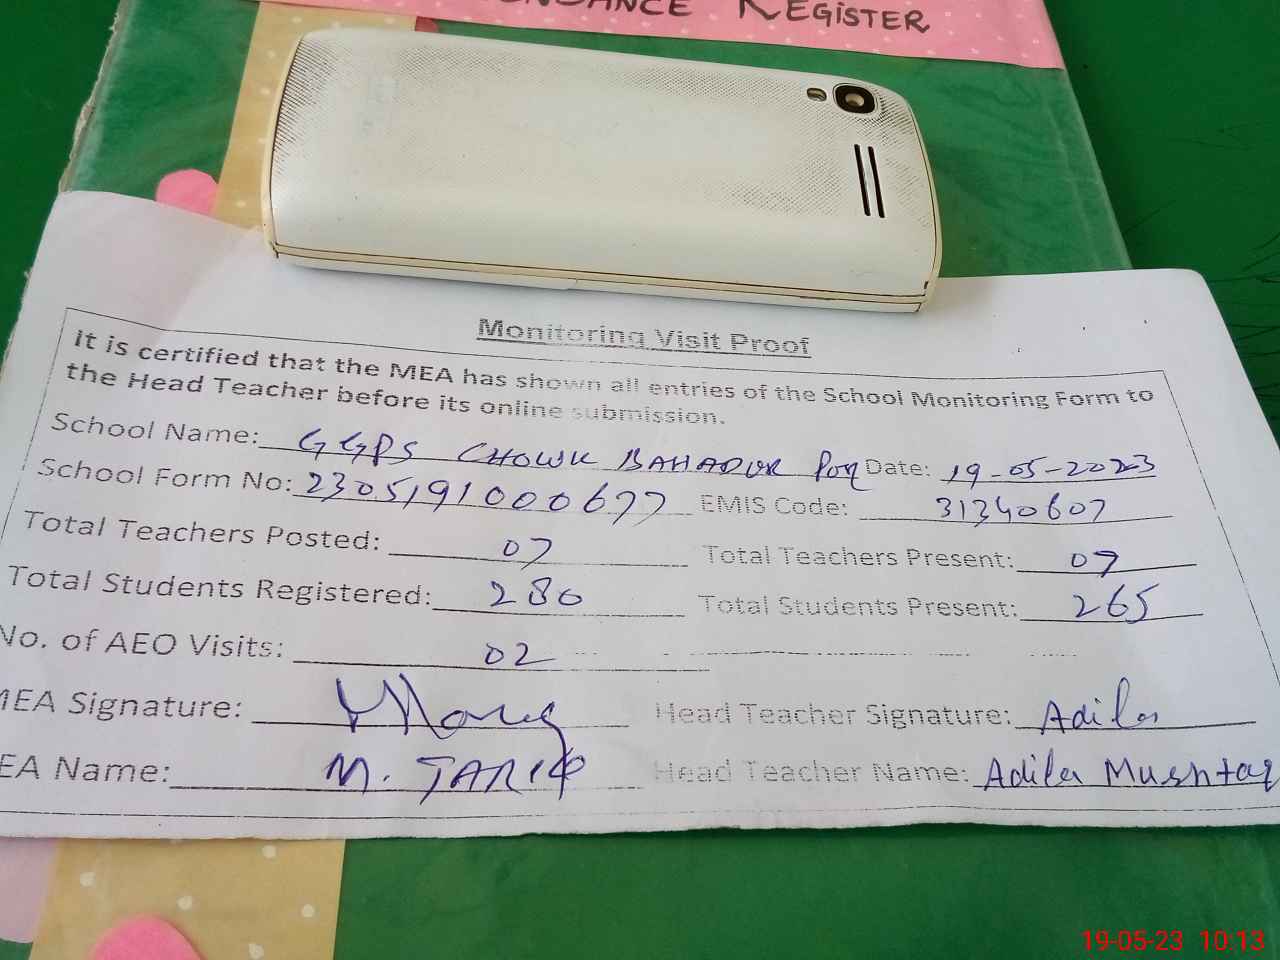 ENDANCE REGISTER
Monitoring Visit Proof
It is certified that the MEA has shown all entries of the School Monitoring Form to
the Head Teacher before its online submission.
School Name: GGPS CHOWK BAHADUR PUR Date: 19-05-2023
School Form No: 2305191000677 EMIS Code: 31340607
Total Teachers Posted: 07 Total Teachers Present: 07
Total Students Registered: 280 Total Students Present: 265
No. of AEO Visits: 02
MEA Signature: Head Teacher Signature: Adila
EA Name: M. TARIQ Head Teacher Name: Adila Mushtaq
19-05-23 10:13